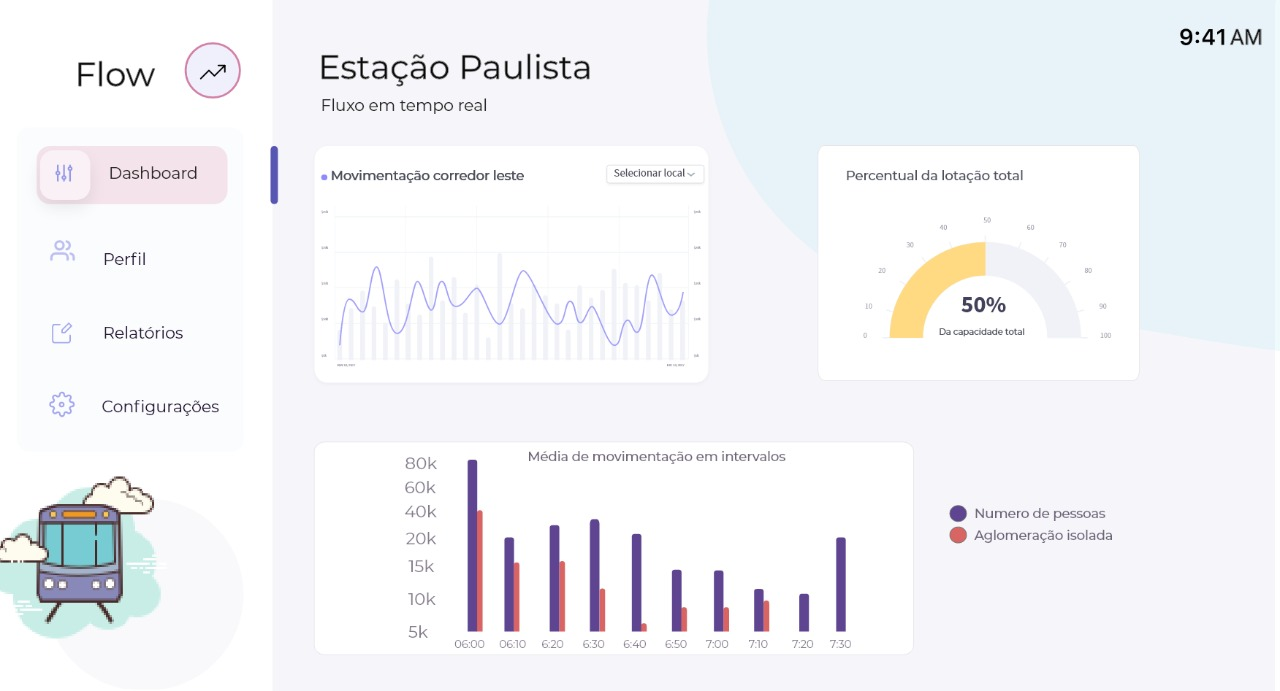 Flow
Dashboard
Perfil
Relatórios
Configurações
9:41 AM
Estação Paulista
Fluxo em tempo real
Movimentação corredor leste
Selecionar local
Percentual da lotação total
0
10
20
30
40
50
60
70
80
90
100
50%
Da capacidade total
Média de movimentação em intervalos
80k
60k
40k
20k
15k
10k
5k
06:00 06:10 6:20 6:30 6:40 6:50 7:00 7:10 7:20 7:30
Numero de pessoas
Aglomeração isolada